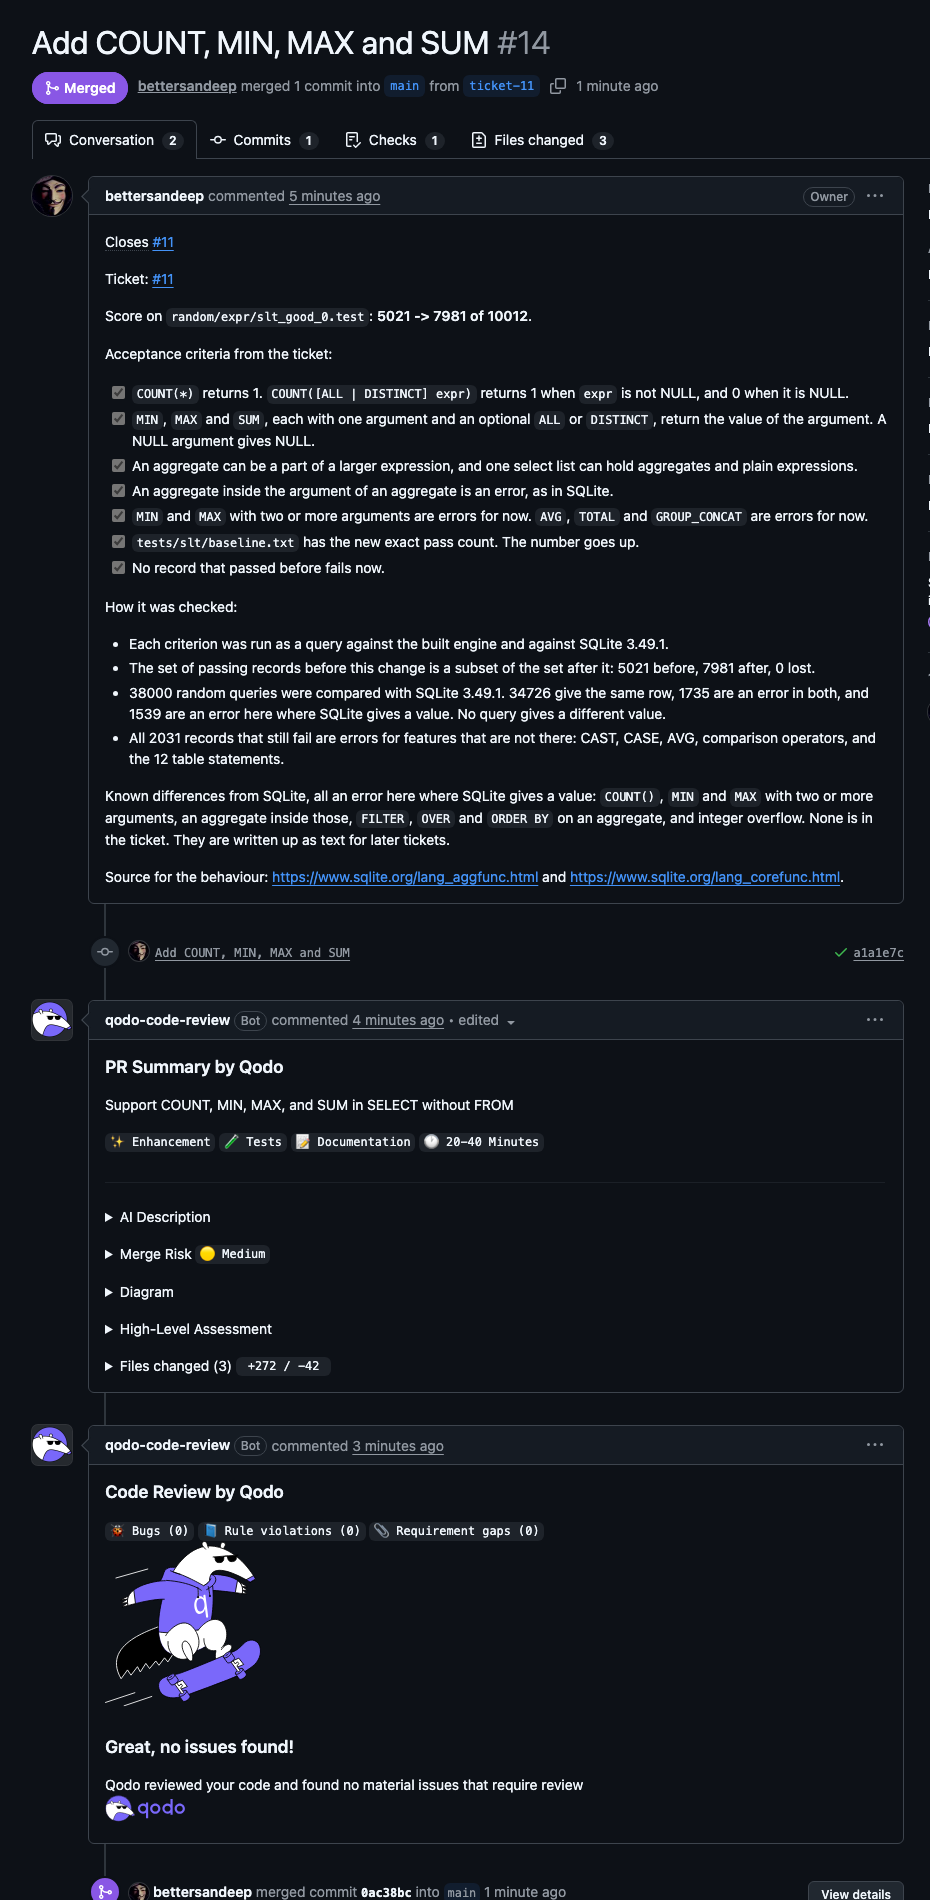 Add COUNT, MIN, MAX and SUM #14
Merged bettersandeep merged 1 commit into main from ticket-11 1 minute ago
Conversation 2 Commits 1 Checks 1 Files changed 3
bettersandeep commented 5 minutes ago Owner
Closes #11
Ticket: #11
Score on random/expr/slt_good_0.test: 5021 -> 7981 of 10012.
Acceptance criteria from the ticket:
COUNT(*) returns 1. COUNT([ALL | DISTINCT] expr) returns 1 when expr is not NULL, and 0 when it is NULL.
MIN, MAX and SUM, each with one argument and an optional ALL or DISTINCT, return the value of the argument. A
NULL argument gives NULL.
An aggregate can be a part of a larger expression, and one select list can hold aggregates and plain expressions.
An aggregate inside the argument of an aggregate is an error, as in SQLite.
MIN and MAX with two or more arguments are errors for now. AVG, TOTAL and GROUP_CONCAT are errors for now.
tests/slt/baseline.txt has the new exact pass count. The number goes up.
No record that passed before fails now.
How it was checked:
Each criterion was run as a query against the built engine and against SQLite 3.49.1.
The set of passing records before this change is a subset of the set after it: 5021 before, 7981 after, 0 lost.
38000 random queries were compared with SQLite 3.49.1. 34726 give the same row, 1735 are an error in both, and
1539 are an error here where SQLite gives a value. No query gives a different value.
All 2031 records that still fail are errors for features that are not there: CAST, CASE, AVG, comparison operators, and
the 12 table statements.
Known differences from SQLite, all an error here where SQLite gives a value: COUNT(), MIN and MAX with two or more
arguments, an aggregate inside those, FILTER, OVER and ORDER BY on an aggregate, and integer overflow. None is in
the ticket. They are written up as text for later tickets.
Source for the behaviour: https://www.sqlite.org/lang_aggfunc.html and https://www.sqlite.org/lang_corefunc.html.
Add COUNT, MIN, MAX and SUM a1a1e7c
qodo-code-review Bot commented 4 minutes ago • edited
PR Summary by Qodo
Support COUNT, MIN, MAX, and SUM in SELECT without FROM
Enhancement Tests Documentation 20-40 Minutes
AI Description
Merge Risk Medium
Diagram
High-Level Assessment
Files changed (3) +272 / -42
qodo-code-review Bot commented 3 minutes ago
Code Review by Qodo
Bugs (0) Rule violations (0) Requirement gaps (0)
q
Great, no issues found!
Qodo reviewed your code and found no material issues that require review
qodo
bettersandeep merged commit 0ac38bc into main 1 minute ago View details